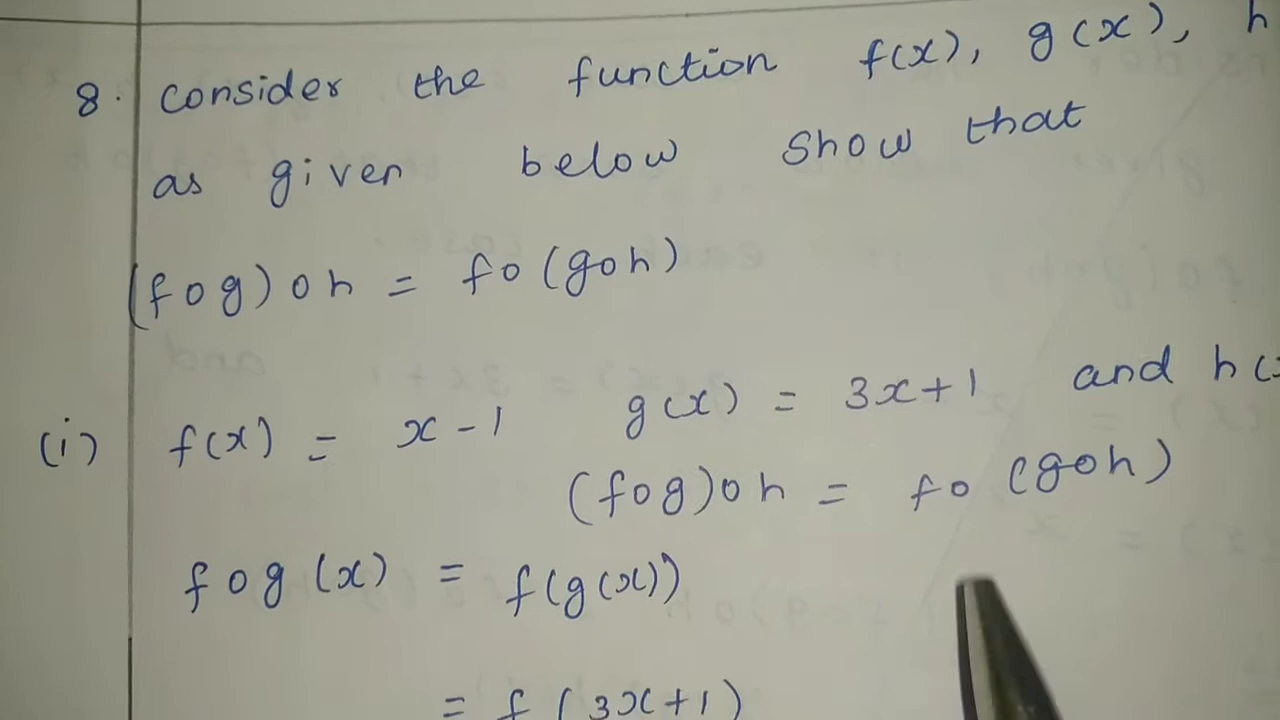 8. consider the function f(x), g(x), h
as given below show that
(fog)oh = fo(goh)
(i) f(x) = x-1 g(x) = 3x+1 and h(
(fog)oh = fo(goh)
fog(x) = f(g(x))
= f(3x+1)